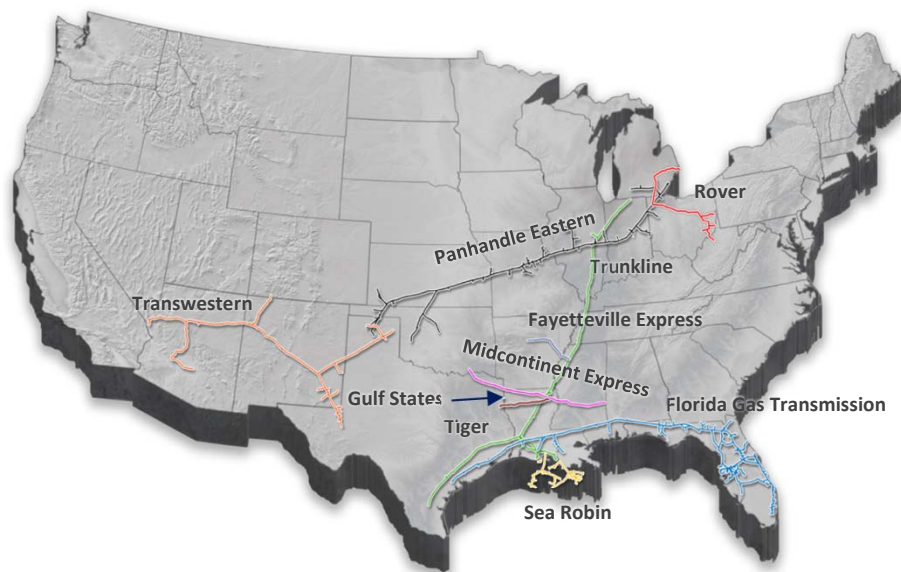 Rover
Panhandle Eastern
Trunkline
Transwestern
Fayetteville Express
Midcontinent Express
Gulf States
Florida Gas Transmission
Tiger
Sea Robin